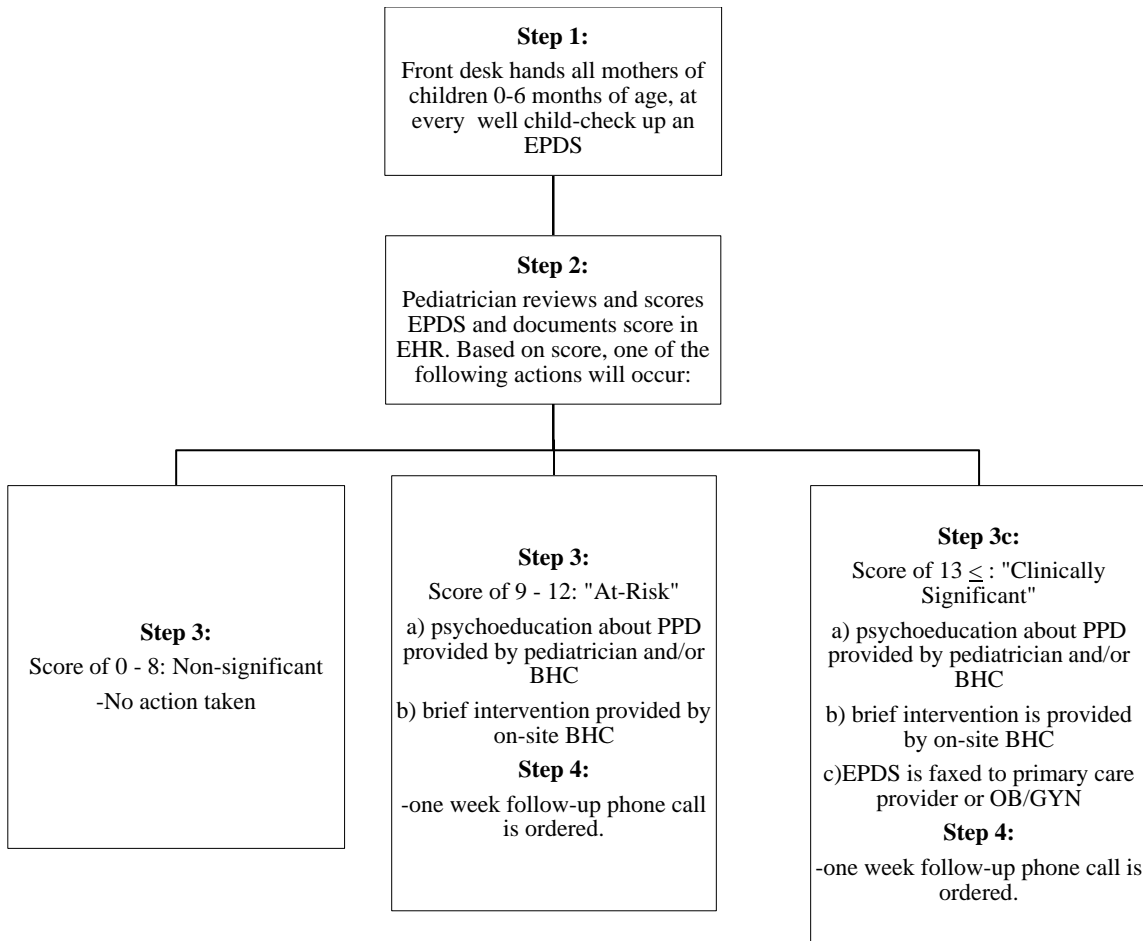 Step 1:
Front desk hands all mothers of
children 0-6 months of age, at
every well child-check up an
EPDS
Step 2:
Pediatrician reviews and scores
EPDS and documents score in
EHR. Based on score, one of the
following actions will occur:
Step 3:
Score of 0 - 8: Non-significant
-No action taken
Step 3:
Score of 9 - 12: "At-Risk"
a) psychoeducation about PPD
provided by pediatrician and/or
BHC
b) brief intervention provided by
on-site BHC
Step 4:
-one week follow-up phone call
is ordered.
Step 3c:
Score of 13 < : "Clinically
Significant"
a) psychoeducation about PPD
provided by pediatrician and/or
BHC
b) brief intervention is provided
by on-site BHC
c)EPDS is faxed to primary care
provider or OB/GYN
Step 4:
-one week follow-up phone call is
ordered.